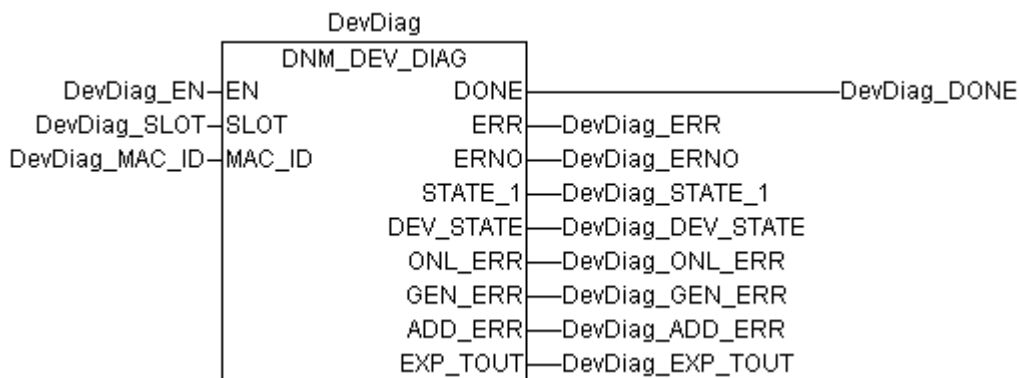 DevDiag
DNM_DEV_DIAG
DevDiag_EN EN DONE DevDiag_DONE
DevDiag_SLOT SLOT ERR DevDiag_ERR
DevDiag_MAC_ID MAC_ID ERNO DevDiag_ERNO
STATE_1 DevDiag_STATE_1
DEV_STATE DevDiag_DEV_STATE
ONL_ERR DevDiag_ONL_ERR
GEN_ERR DevDiag_GEN_ERR
ADD_ERR DevDiag_ADD_ERR
EXP_TOUT DevDiag_EXP_TOUT